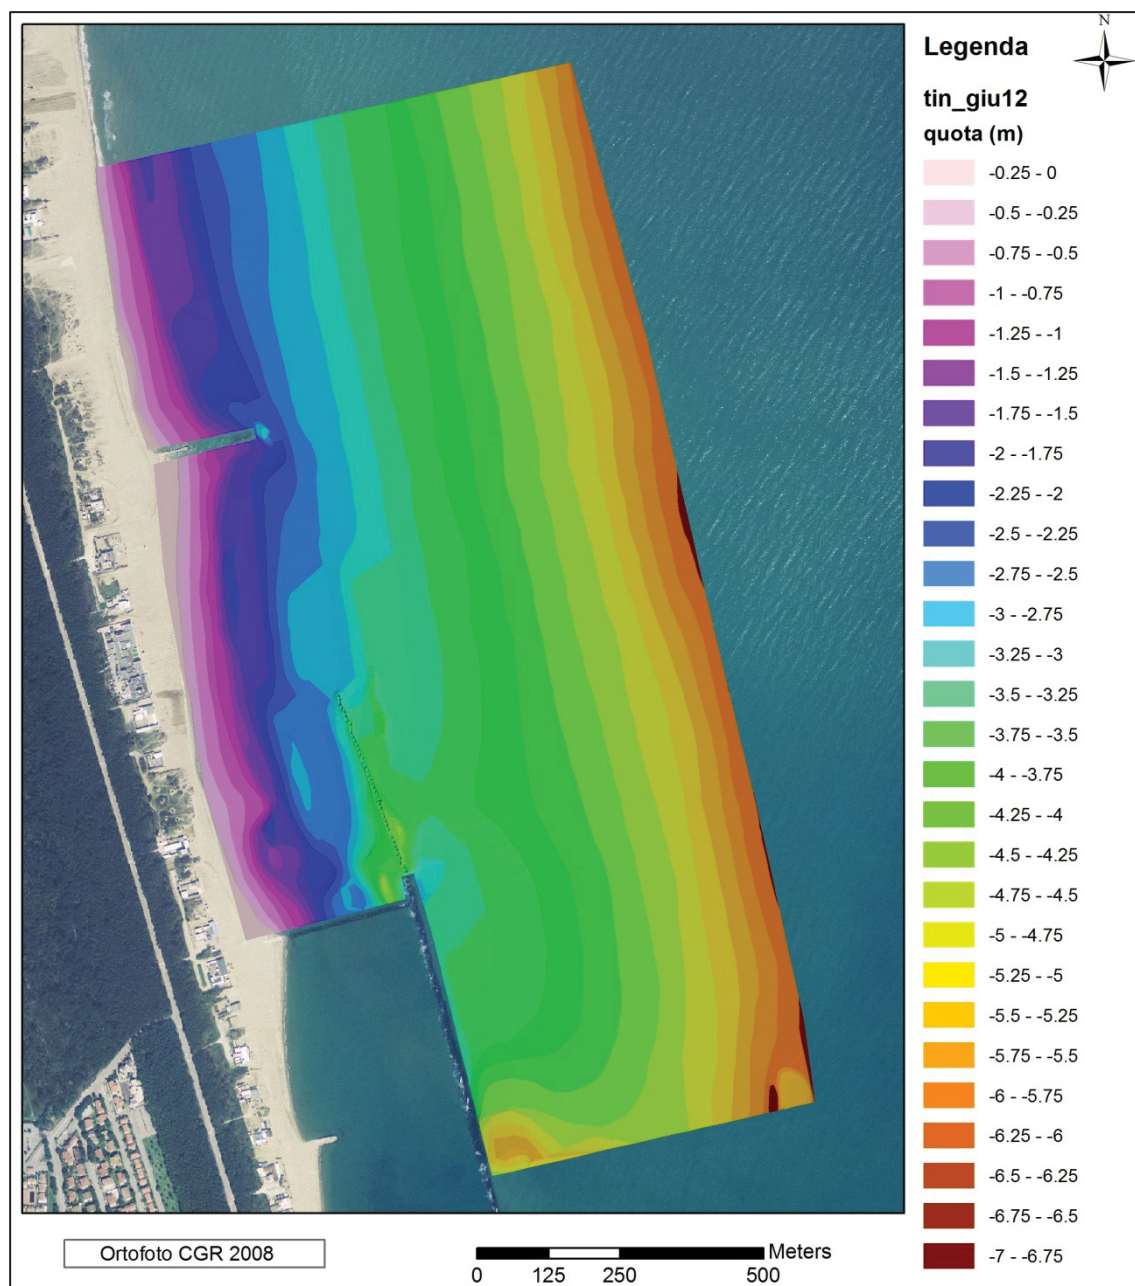 N
Legenda
tin_giu12
quota (m)
-0.25 - 0
-0.5 - -0.25
-0.75 - -0.5
-1 - -0.75
-1.25 - -1
-1.5 - -1.25
-1.75 - -1.5
-2 - -1.75
-2.25 - -2
-2.5 - -2.25
-2.75 - -2.5
-3 - -2.75
-3.25 - -3
-3.5 - -3.25
-3.75 - -3.5
-4 - -3.75
-4.25 - -4
-4.5 - -4.25
-4.75 - -4.5
-5 - -4.75
-5.25 - -5
-5.5 - -5.25
-5.75 - -5.5
-6 - -5.75
-6.25 - -6
-6.5 - -6.25
-6.75 - -6.5
-7 - -6.75
Ortofoto CGR 2008
Meters
0 125 250 500